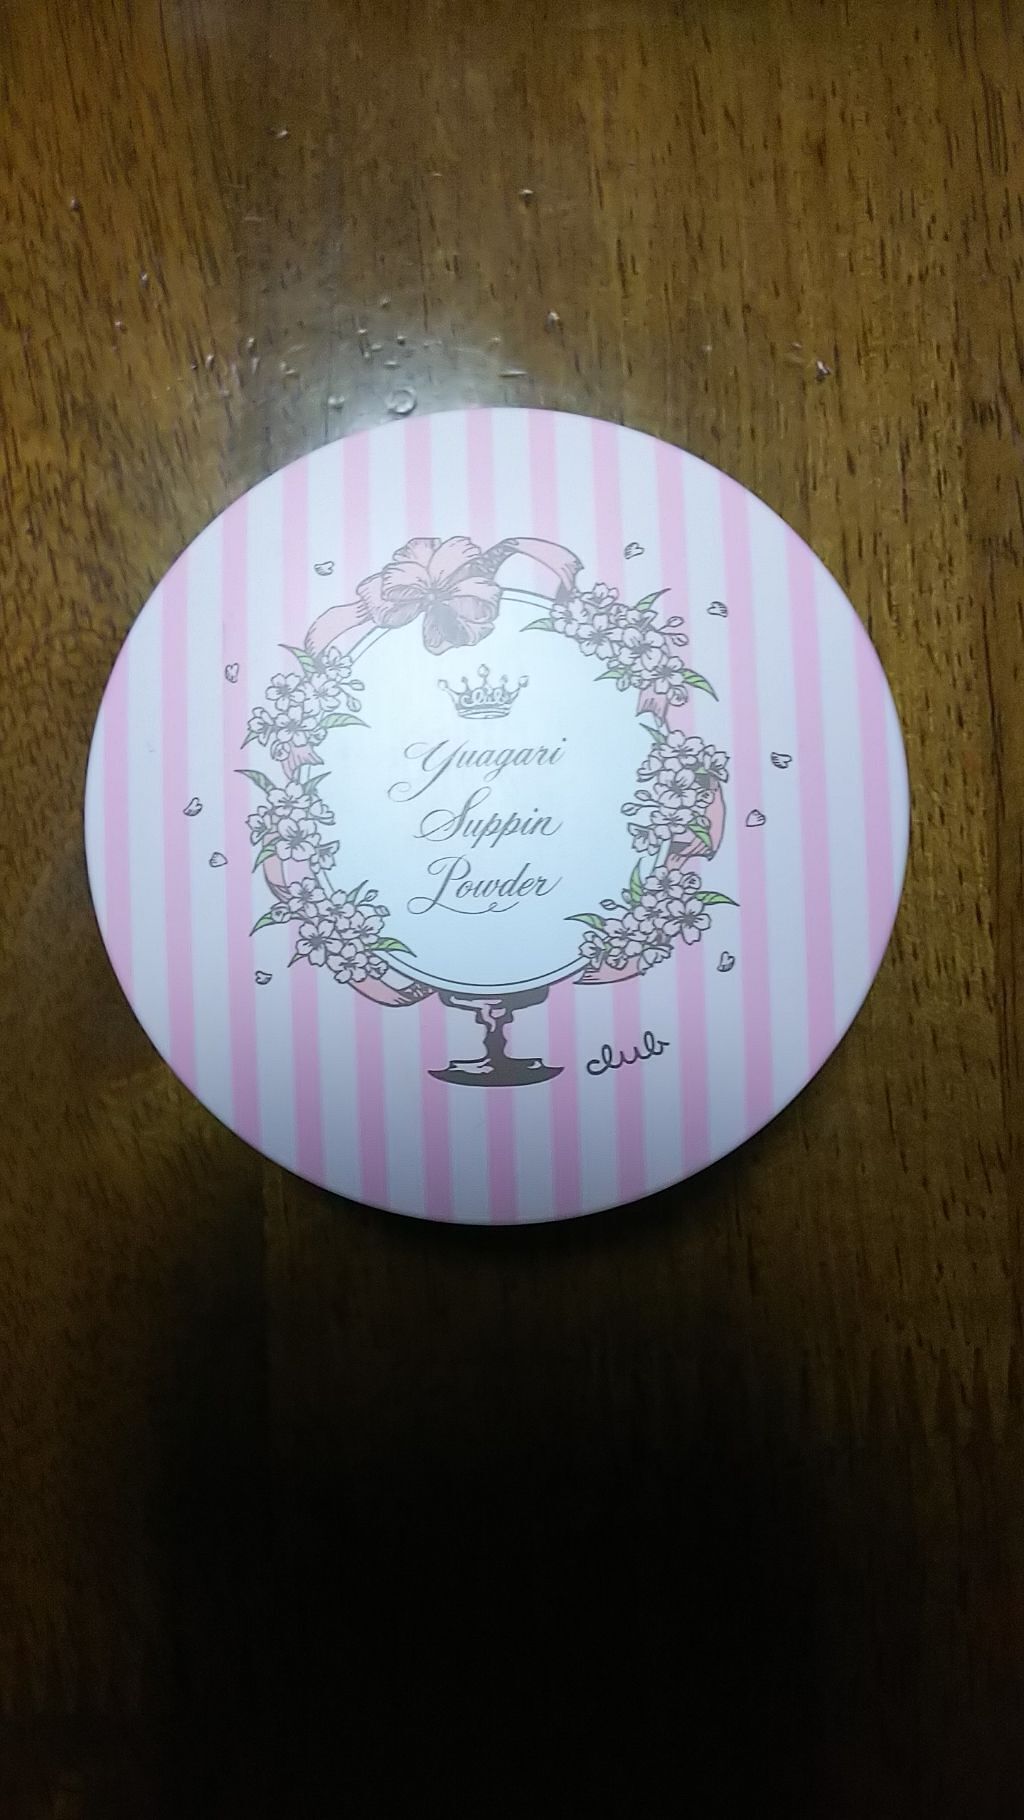 Yuagari
Suppin
Powder
club